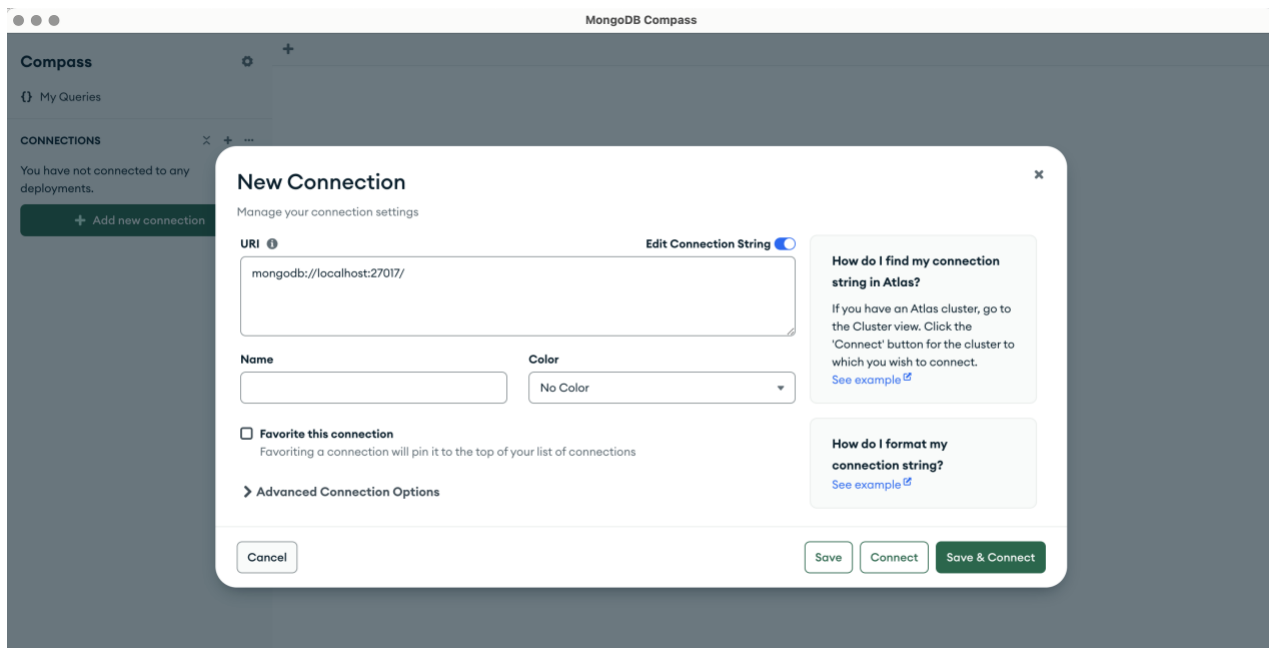 MongoDB Compass
Compass
{} My Queries
CONNECTIONS
You have not connected to any
deployments.
+ Add new connection
New Connection
Manage your connection settings
URI
Edit Connection String
mongodb://localhost:27017/
Name
Color
No Color
Favorite this connection
Favoriting a connection will pin it to the top of your list of connections
Advanced Connection Options
How do I find my connection
string in Atlas?
If you have an Atlas cluster, go to
the Cluster view. Click the
'Connect' button for the cluster to
which you wish to connect.
See example
How do I format my
connection string?
See example
Cancel
Save
Connect
Save & Connect